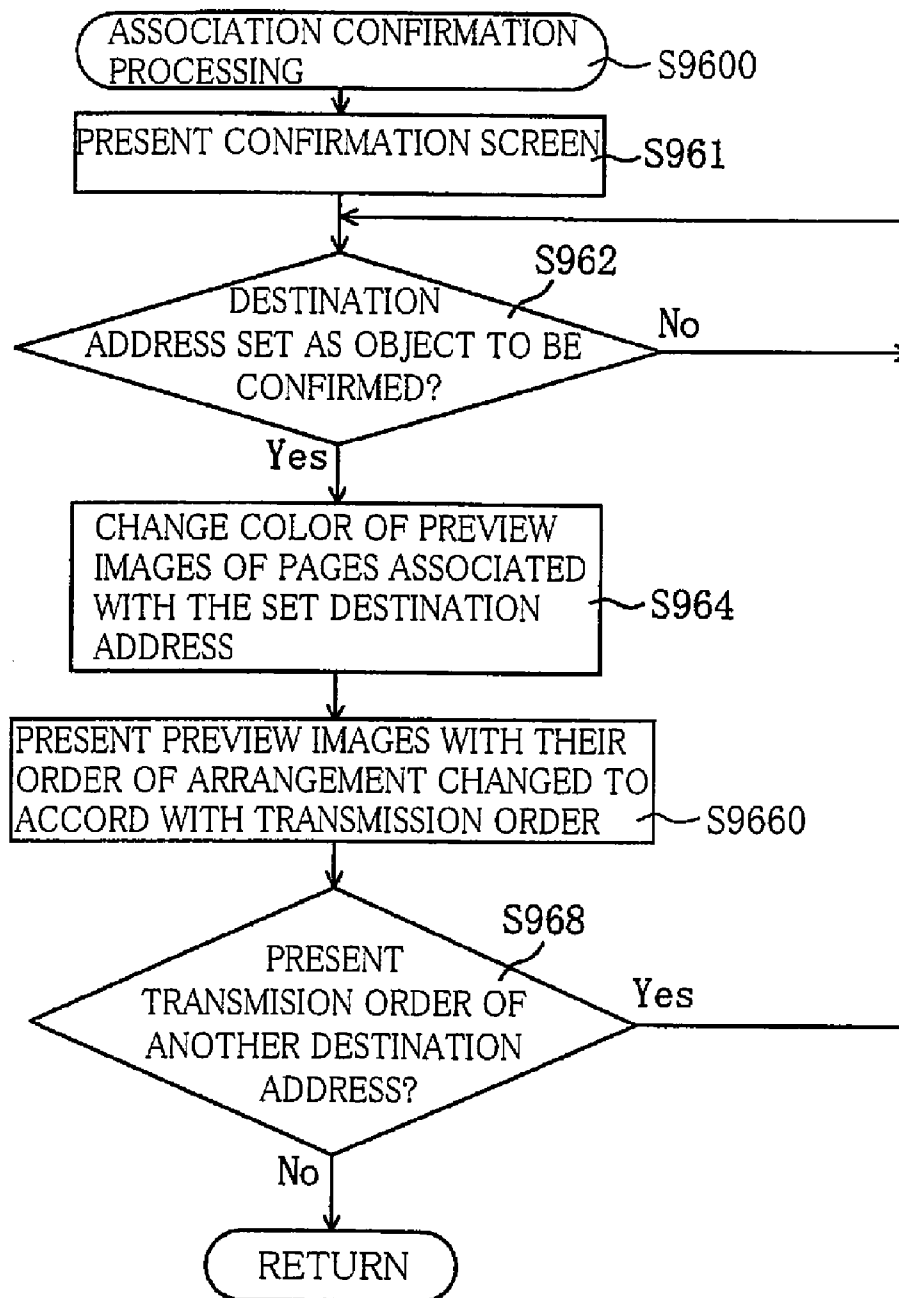 ASSOCIATION CONFIRMATION
PROCESSING
S9600
PRESENT CONFIRMATION SCREEN
S961
S962
DESTINATION
ADDRESS SET AS OBJECT TO BE
CONFIRMED?
No
Yes
CHANGE COLOR OF PREVIEW
IMAGES OF PAGES ASSOCIATED
WITH THE SET DESTINATION
ADDRESS
S964
PRESENT PREVIEW IMAGES WITH THEIR
ORDER OF ARRANGEMENT CHANGED TO
ACCORD WITH TRANSMISSION ORDER
S9660
S968
PRESENT
TRANSMISION ORDER OF
ANOTHER DESTINATION
ADDRESS?
Yes
No
RETURN